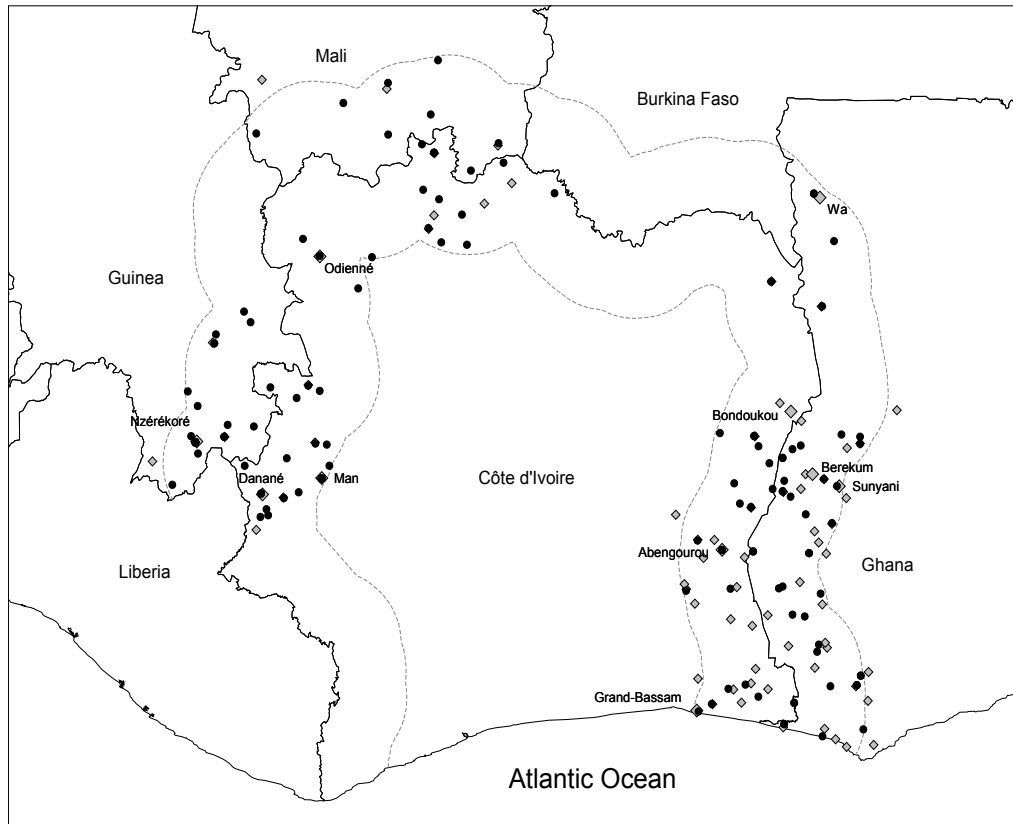 Mali
Burkina Faso
Wa
Odienné
Guinea
Bondoukou
Nzérékoré
Berekum
Danané
Man
Côte d'Ivoire
Sunyani
Abengourou
Liberia
Ghana
Grand-Bassam
Atlantic Ocean